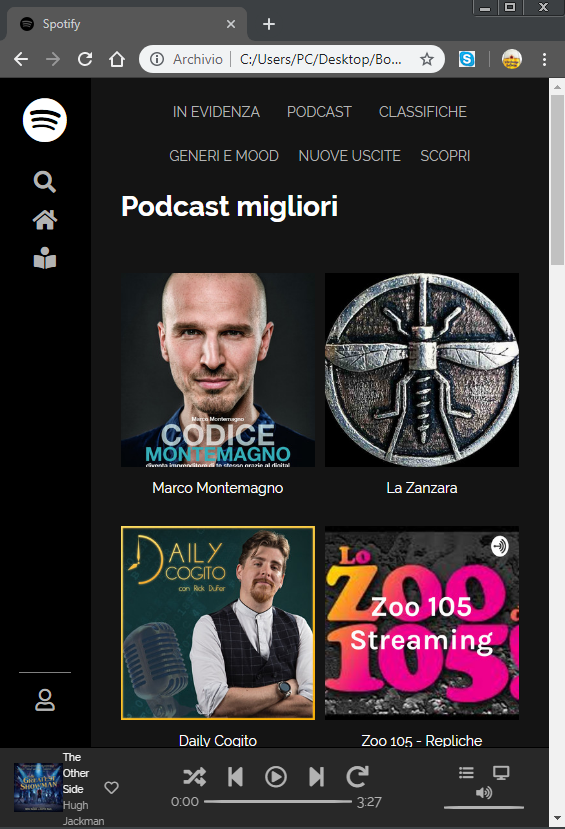 Spotify
Archivio
C:/Users/PC/Desktop/Bo...
IN EVIDENZA PODCAST CLASSIFICHE
GENERI E MOOD NUOVE USCITE SCOPRI
Podcast migliori
Marco Montemagno
CODICE
MONTEMAGNO
diventa imprenditore di te stesso grazie al digital
Marco Montemagno
La Zanzara
DAILY
COGITO
con Rick DuFer
Lo
ZOO
105!
Zoo 105
Streaming
Daily Cogito
Zoo 105 - Repliche
GREATEST
SHOWMAN
The
Other
Side
Hugh
Jackman
0:00
3:27